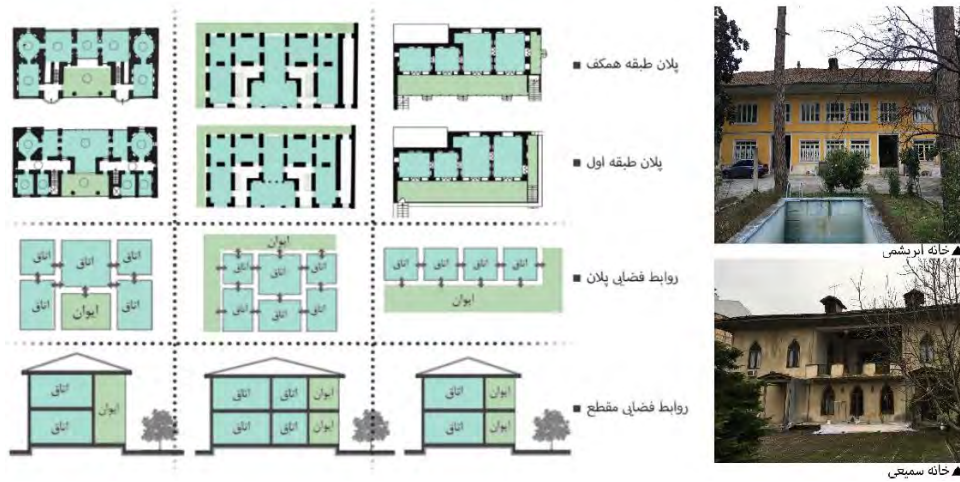 پلان طبقه همکف
پلان طبقه اول
خانه ابریشمی
اتاق اتاق اتاق
اتاق ایوان اتاق
ایوان
اتاق اتاق اتاق
اتاق اتاق اتاق
اتاق اتاق اتاق اتاق
ایوان
روابط فضایی پلان
اتاق ایوان
اتاق
اتاق اتاق ایوان
اتاق اتاق ایوان
اتاق ایوان
اتاق ایوان
روابط فضایی مقطع
خانه سمیعی